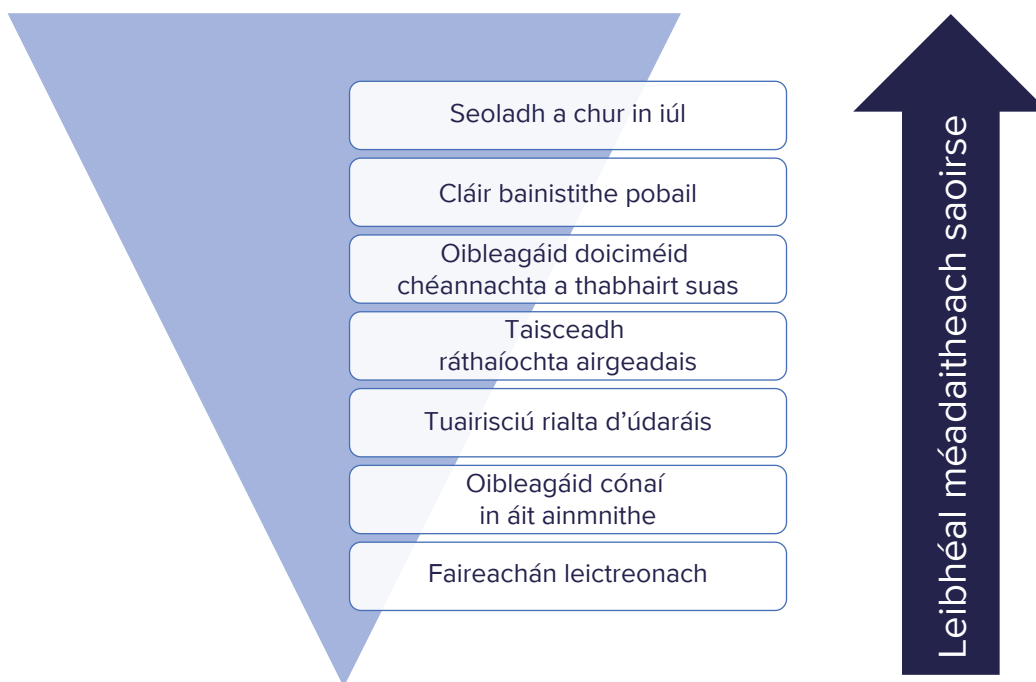 Seoladh a chur in iúl
Cláir bainistithe pobail
Oibleagáid doiciméid
chéannachta a thabhairt suas
Taisceadh
ráthaíochta airgeadais
Tuairisciú rialta d’údaráis
Oibleagáid cónaí
in áit ainmnithe
Faireachán leictreonach
Leibhéal méadaitheach saoirse